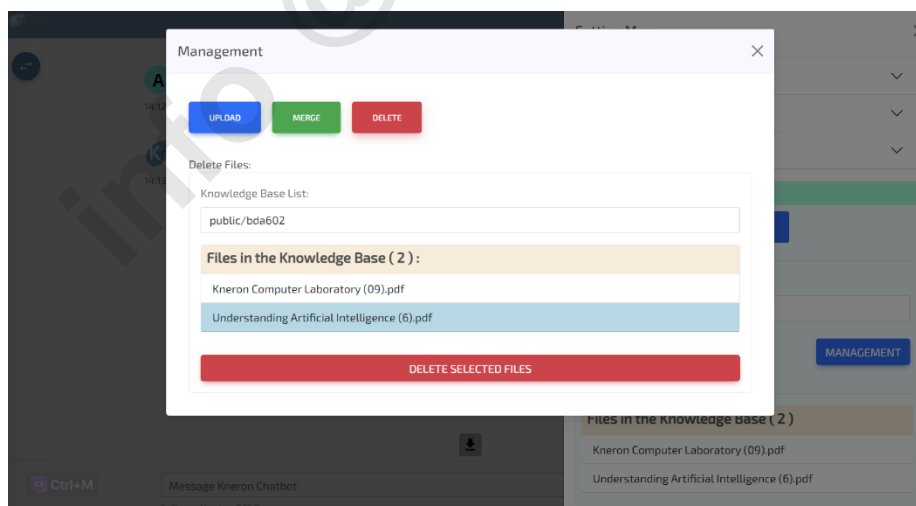 info @
Management
UPLOAD MERGE DELETE
Delete Files:
Knowledge Base List:
public/bda602
Files in the Knowledge Base ( 2 ) :
Kneron Computer Laboratory (09).pdf
Understanding Artificial Intelligence (6).pdf
DELETE SELECTED FILES
A
K
MANAGEMENT
Files in the Knowledge Base ( 2 )
Kneron Computer Laboratory (09).pdf
Understanding Artificial Intelligence (6).pdf
Ctrl+M
Message Kneron Chatbot